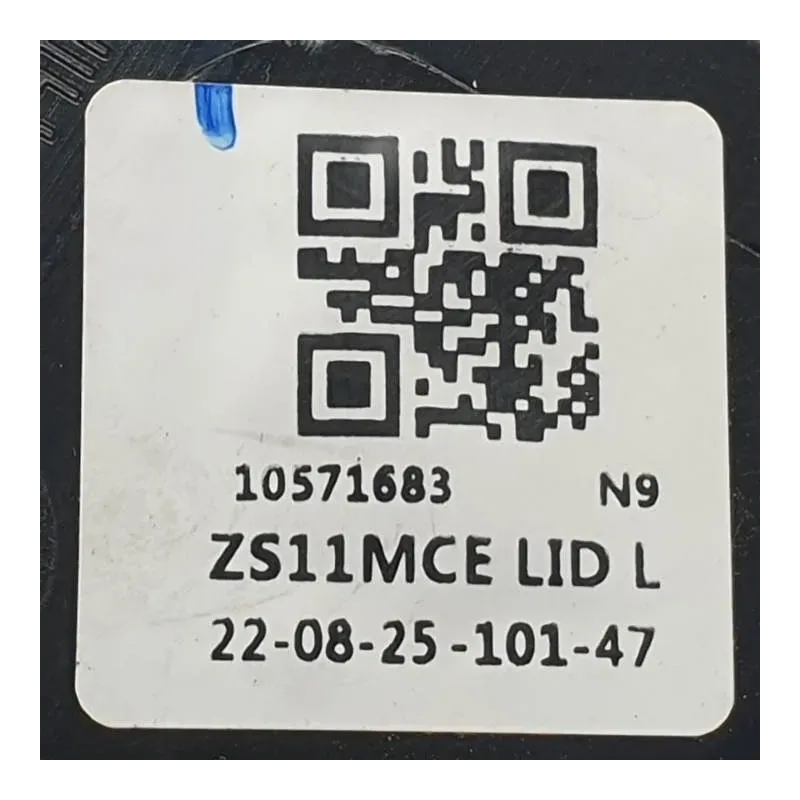 10571683 N9
ZS11MCE LID L
22-08-25-101-47